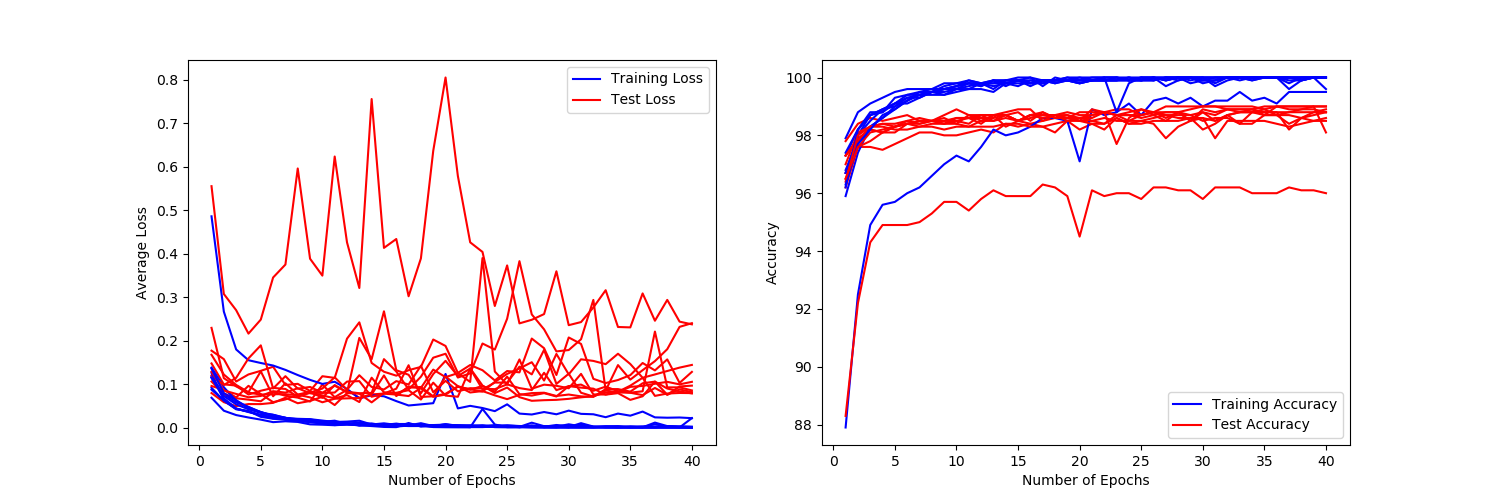 0.8
0.7
0.6
0.5
0.4
0.3
0.2
0.1
0.0
Average Loss
Training Loss
Test Loss
0 5 10 15 20 25 30 35 40
Number of Epochs
100
98
96
94
92
90
88
Accuracy
Training Accuracy
Test Accuracy
0 5 10 15 20 25 30 35 40
Number of Epochs